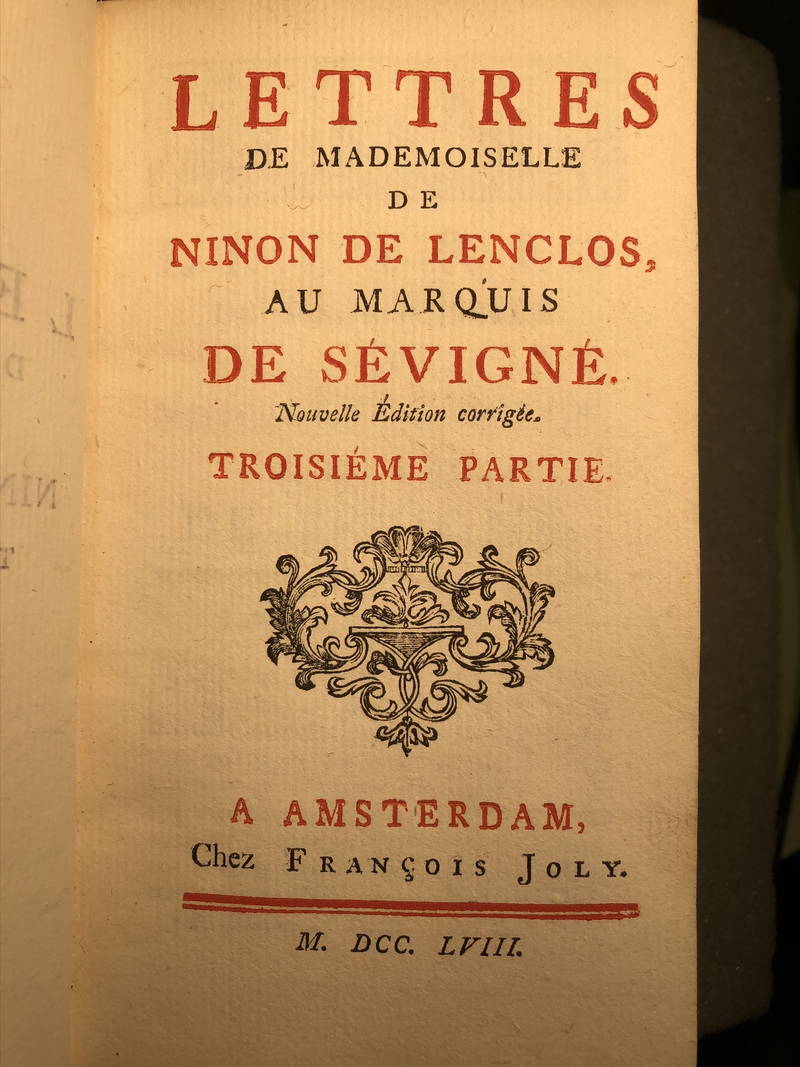 LETTRES
DE MADEMOISELLE
DE
NINON DE LENCLOS,
AU MARQUIS
DE SÉVIGNÉ.
Nouvelle Édition corrigée.
TROISIÉME PARTIE.
A AMSTERDAM,
Chez FRANÇOIS JOLY.
M. DCC. LVIII.